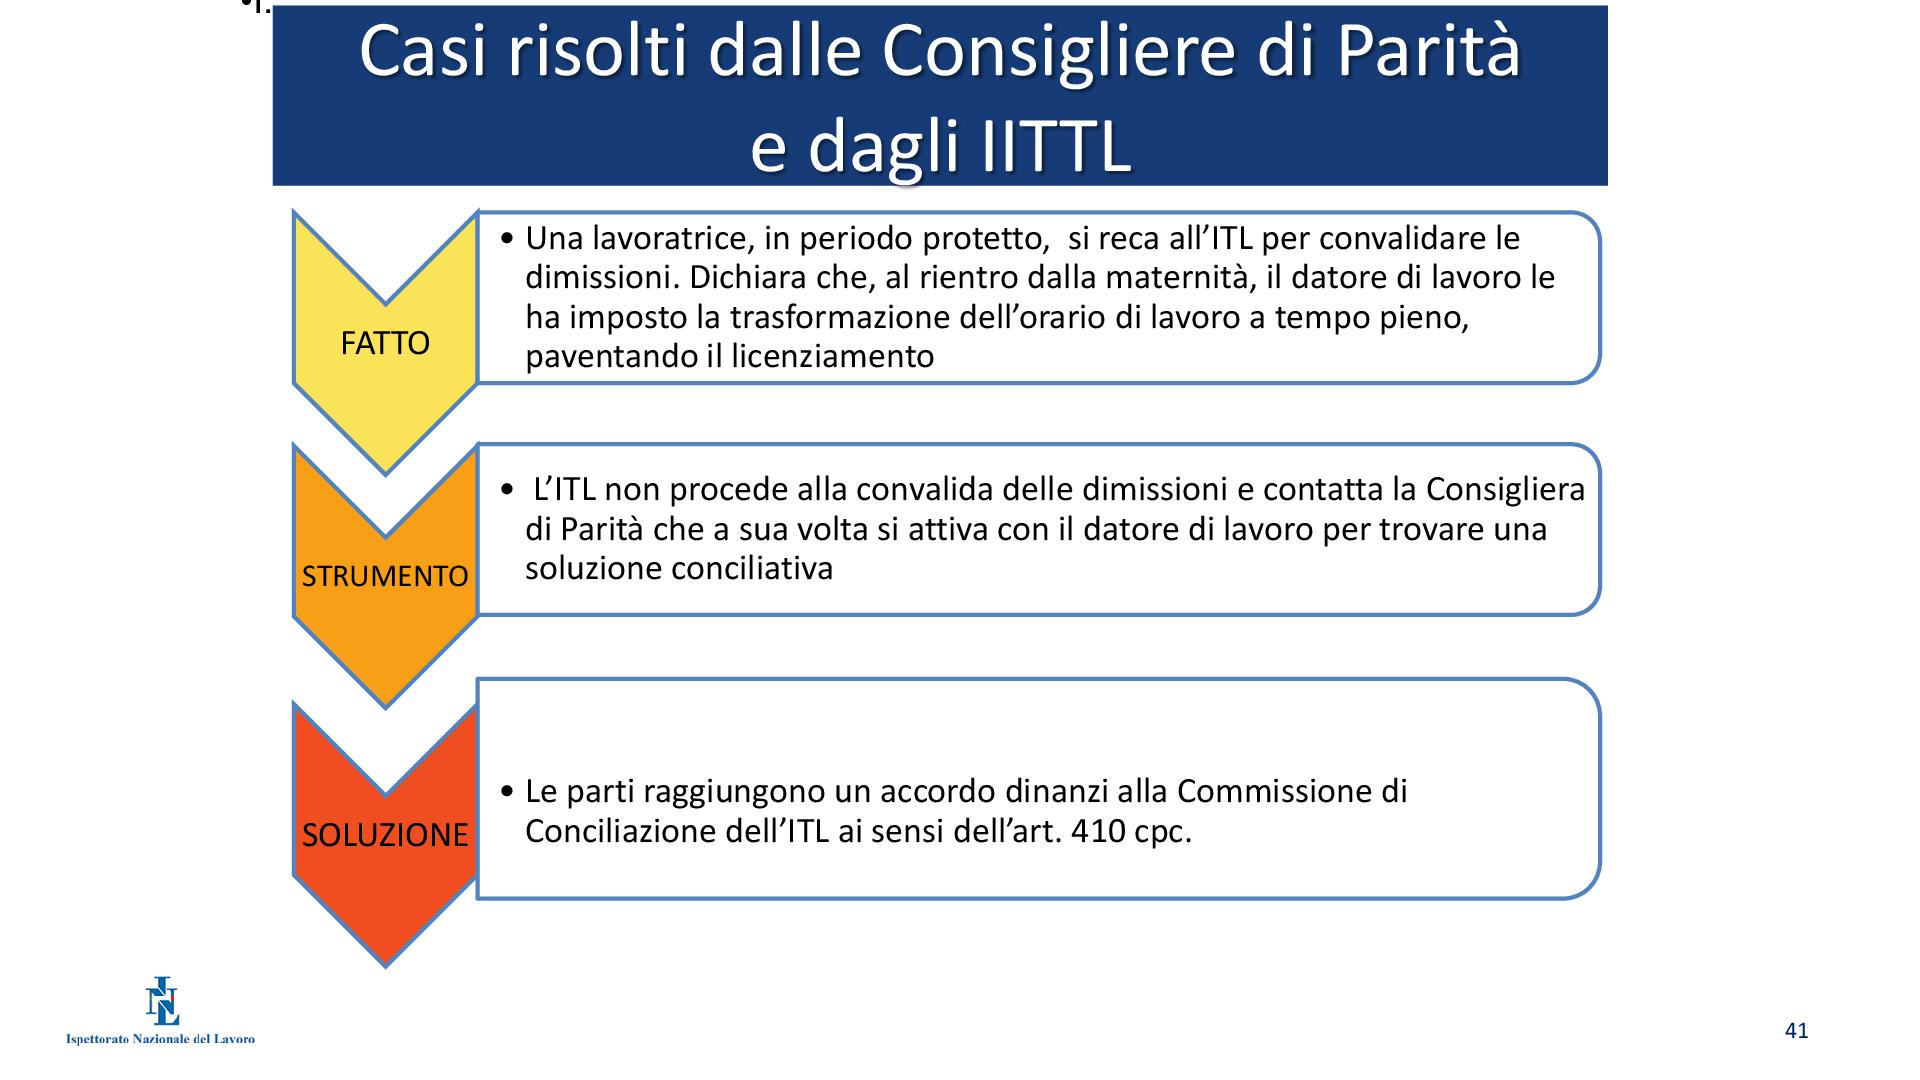 Casi risolti dalle Consigliere di Parità
e dagli IITTL
FATTO
• Una lavoratrice, in periodo protetto,  si reca all’ITL per convalidare le
dimissioni. Dichiara che, al rientro dalla maternità, il datore di lavoro le
ha imposto la trasformazione dell’orario di lavoro a tempo pieno,
paventando il licenziamento
STRUMENTO
• L’ITL non procede alla convalida delle dimissioni e contatta la Consigliera
di Parità che a sua volta si attiva con il datore di lavoro per trovare una
soluzione conciliativa
SOLUZIONE
• Le parti raggiungono un accordo dinanzi alla Commissione di
Conciliazione dell’ITL ai sensi dell’art. 410 cpc.
INL
Ispettorato Nazionale del Lavoro
41